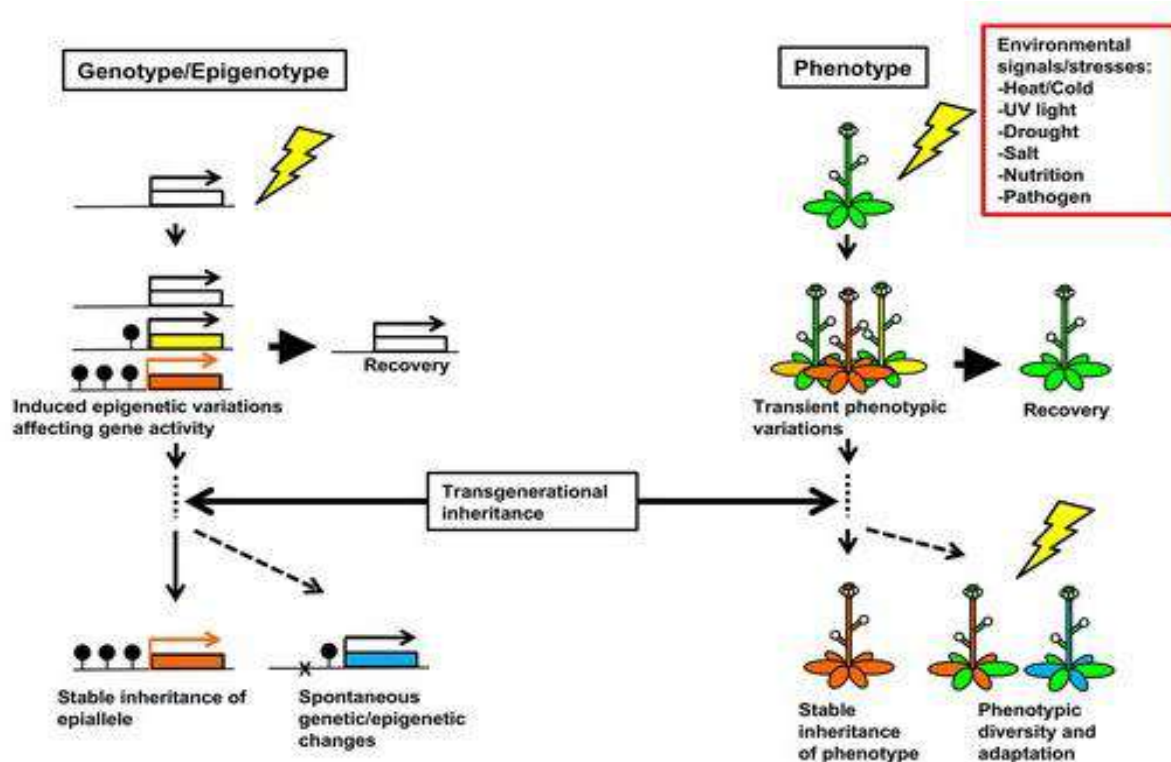 Genotype/Epigenotype
Phenotype
Environmental
signals/stresses:
-Heat/Cold
-UV light
-Drought
-Salt
-Nutrition
-Pathogen
Recovery
Induced epigenetic variations
affecting gene activity
Transient phenotypic
variations
Recovery
Transgenerational
inheritance
X
Stable inheritance of
epiallele
Spontaneous
genetic/epigenetic
changes
Stable
inheritance
of phenotype
Phenotypic
diversity and
adaptation